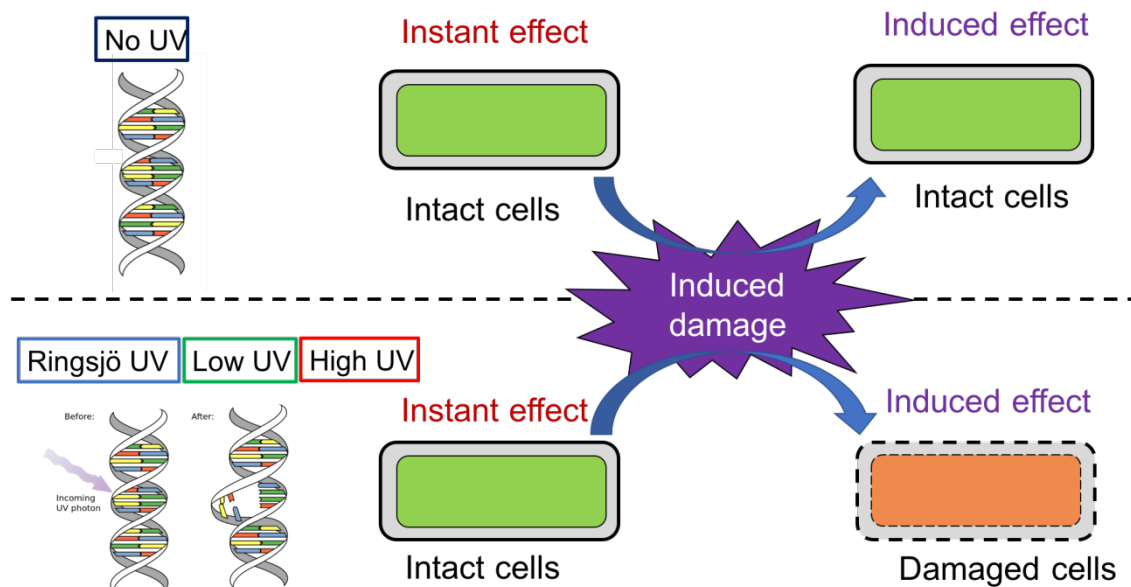 No UV
Instant effect
Induced effect
Intact cells
Intact cells
Induced
damage
Ringsjö UV
Low UV
High UV
Before:
After:
Incoming
UV photon
Instant effect
Induced effect
Intact cells
Damaged cells